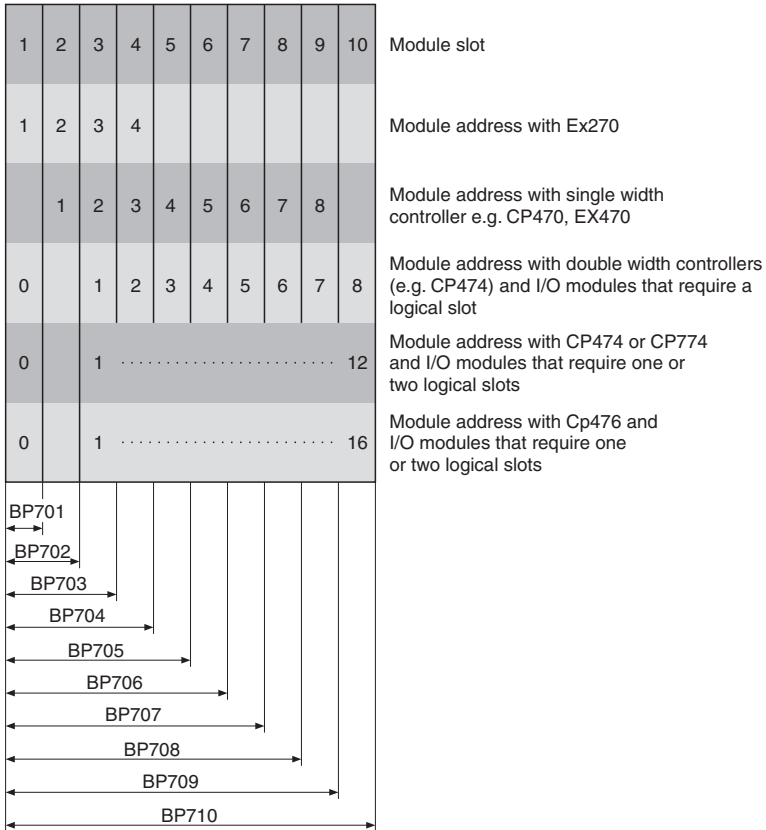 1 2 3 4 5 6 7 8 9 10 Module slot
1 2 3 4 Module address with Ex270
1 2 3 4 5 6 7 8 Module address with single width
controller e.g. CP470, EX470
0 1 2 3 4 5 6 7 8 Module address with double width controllers
(e.g. CP474) and I/O modules that require a
logical slot
0 1 12 Module address with CP474 or CP774
and I/O modules that require one or
two logical slots
0 1 16 Module address with Cp476 and
I/O modules that require one
or two logical slots
BP701
BP702
BP703
BP704
BP705
BP706
BP707
BP708
BP709
BP710